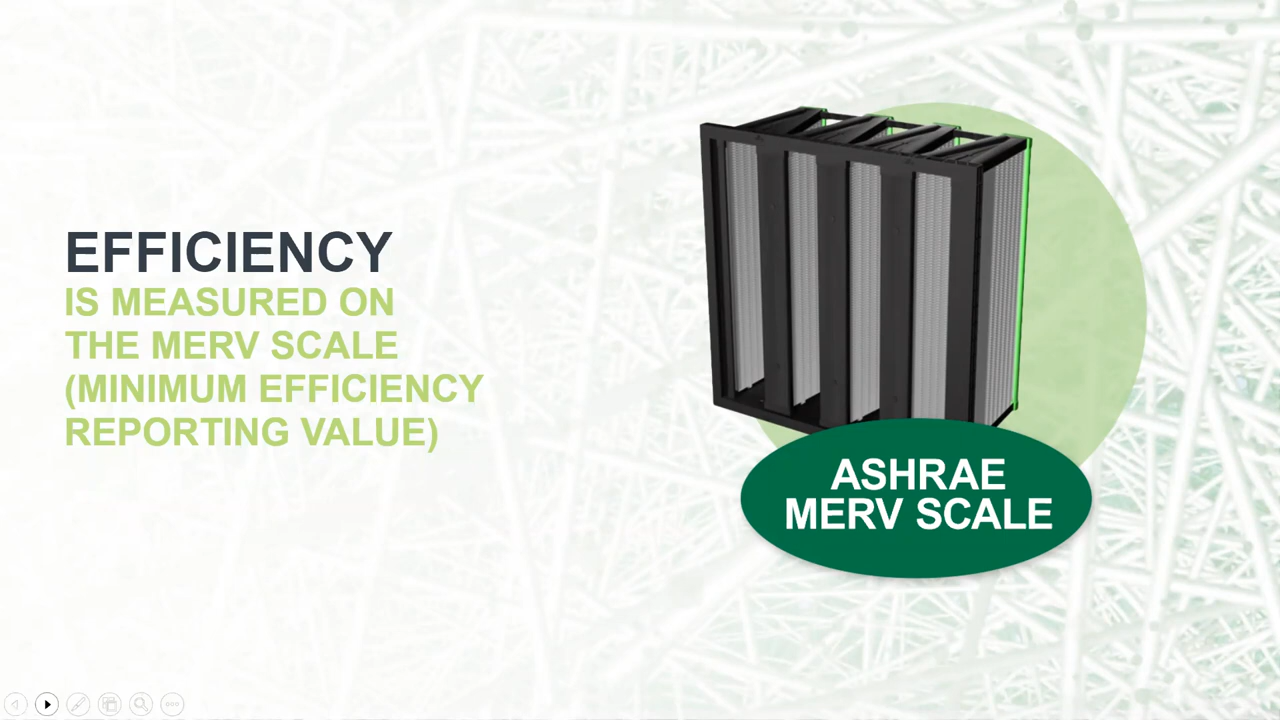 EFFICIENCY
IS MEASURED ON
THE MERV SCALE
(MINIMUM EFFICIENCY
REPORTING VALUE)
ASHRAE
MERV SCALE